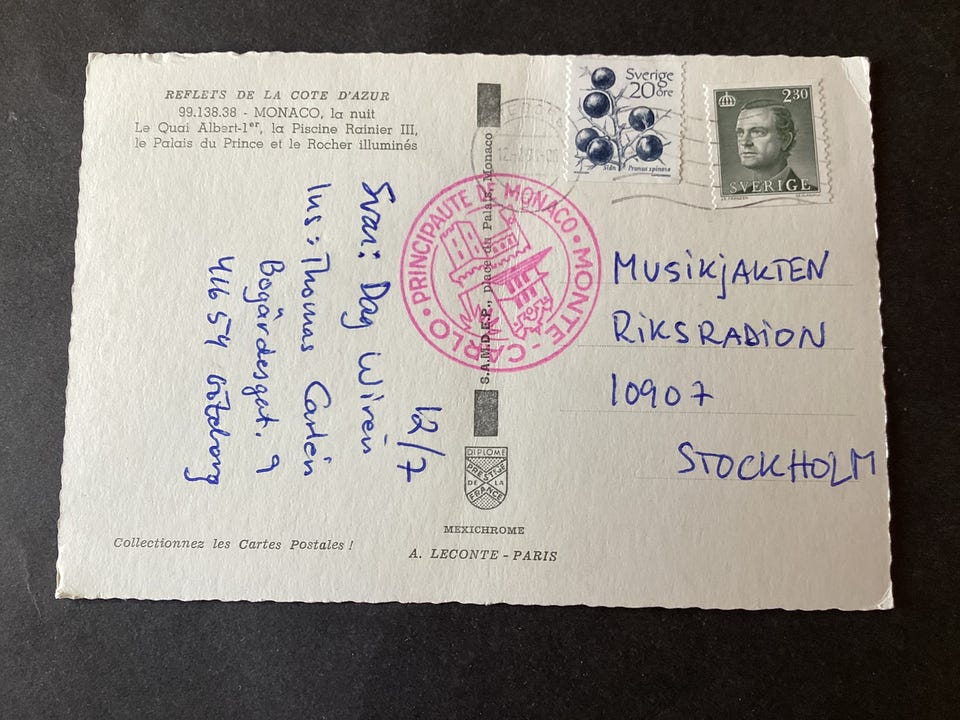 REFLETS DE LA COTE D'AZUR
99.138.38 - MONACO, la nuit
Le Quai Albert-1er, la Piscine Rainier III,
le Palais du Prince et le Rocher illuminés
12/7
Svar: Dag Wirén
Ins: Thomas Carlén
Bögårdesgat. 9
416 54 Göteborg
Collectionnez les Cartes Postales !
S.A.M.D.E.P., place du Palais, Monaco
PRINCIPAUTE DE MONACO • MONTE-CARLO •
DIPLOME
PRESTIGE
DE LA
FRANCE
MEXICHROME
A. LECONTE - PARIS
Sverige
20 öre
Slån Prunus spinosa
230
SVERIGE
MUSIKJAKTEN
RIKSRADION
10907
STOCKHOLM